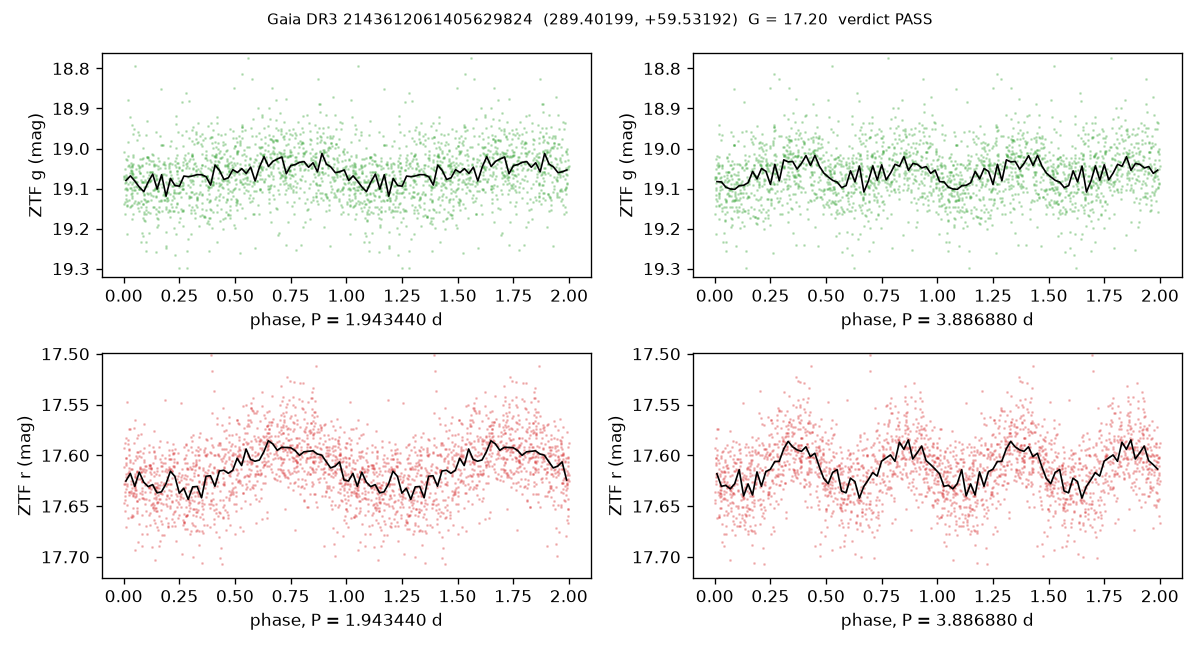 Gaia DR3 2143612061405629824 (289.40199, +59.53192) G = 17.20 verdict PASS
18.8
18.9
19.0
19.1
19.2
19.3
ZTF g (mag)
0.00 0.25 0.50 0.75 1.00 1.25 1.50 1.75 2.00
phase, P = 1.943440 d
18.8
18.9
19.0
19.1
19.2
19.3
ZTF g (mag)
0.00 0.25 0.50 0.75 1.00 1.25 1.50 1.75 2.00
phase, P = 3.886880 d
17.50
17.55
17.60
17.65
17.70
ZTF r (mag)
0.00 0.25 0.50 0.75 1.00 1.25 1.50 1.75 2.00
phase, P = 1.943440 d
17.50
17.55
17.60
17.65
17.70
ZTF r (mag)
0.00 0.25 0.50 0.75 1.00 1.25 1.50 1.75 2.00
phase, P = 3.886880 d